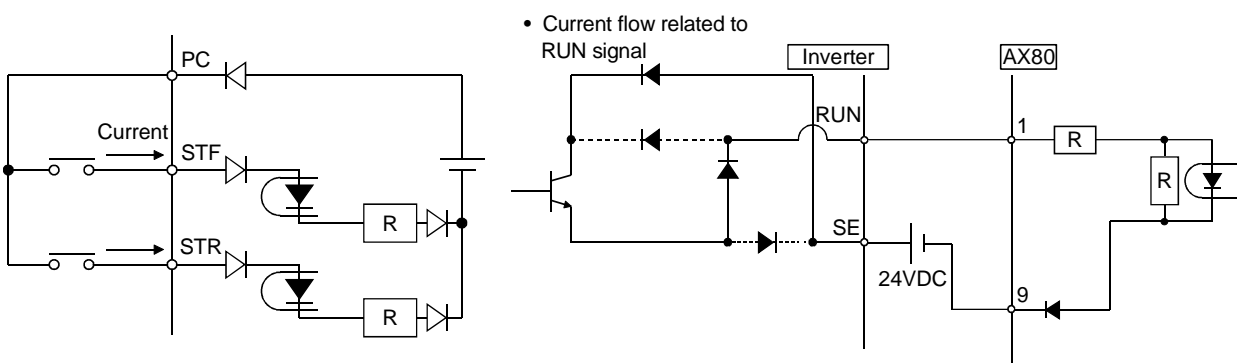 PC
Current
STF
R
STR
R
• Current flow related to
RUN signal
Inverter
AX80
RUN
1
R
R
SE
24VDC
9